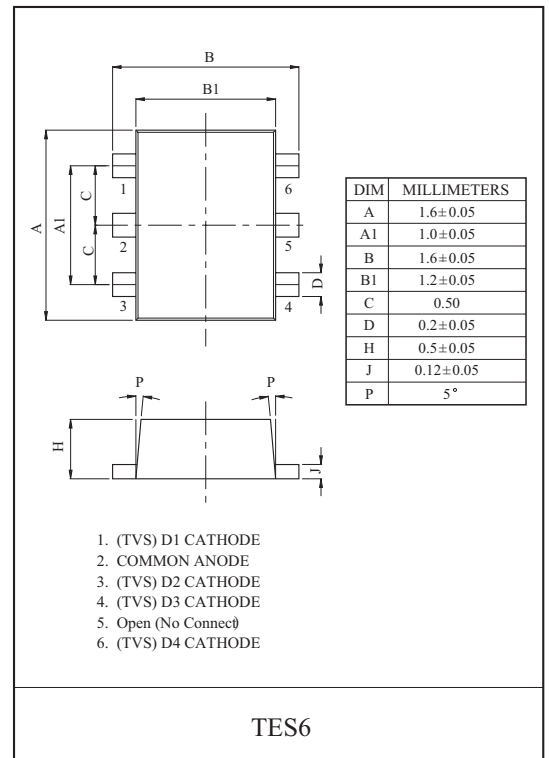 B
B1
A
A1
C
C
D
1
2
3
6
5
4
DIM MILLIMETERS
A 1.6±0.05
A1 1.0±0.05
B 1.6±0.05
B1 1.2±0.05
C 0.50
D 0.2±0.05
H 0.5±0.05
J 0.12±0.05
P 5°
P
P
H
J
1. (TVS) D1 CATHODE
2. COMMON ANODE
3. (TVS) D2 CATHODE
4. (TVS) D3 CATHODE
5. Open (No Connect)
6. (TVS) D4 CATHODE
TES6